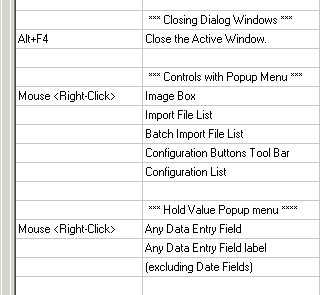 *** Closing Dialog Windows ***
Alt+F4 Close the Active Window.
*** Controls with Popup Menu ***
Mouse <Right-Click> Image Box
Import File List
Batch Import File List
Configuration Buttons Tool Bar
Configuration List
*** Hold Value Popup menu ****
Mouse <Right-Click> Any Data Entry Field
Any Data Entry Field label
(excluding Date Fields)